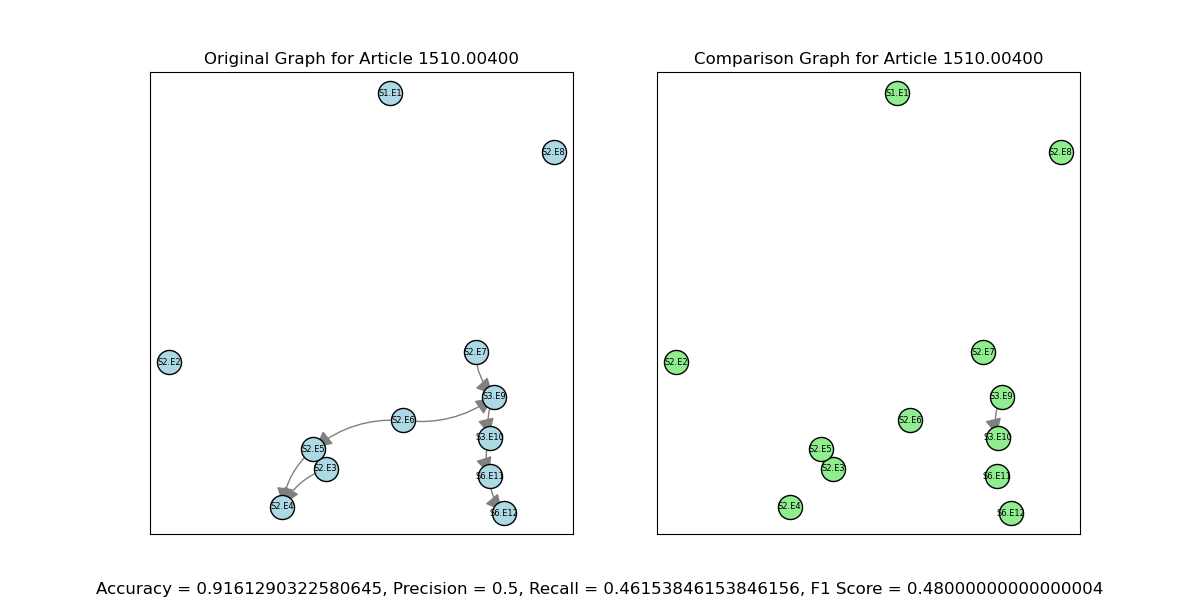 Original Graph for Article 1510.00400
S1.E1
S2.E8
S2.E7
S2.E2
S3.E9
S2.E6
S3.E10
S2.E5
S2.E3
S6.E11
S2.E4
S6.E12
Comparison Graph for Article 1510.00400
S1.E1
S2.E8
S2.E7
S2.E2
S3.E9
S2.E6
S3.E10
S2.E5
S2.E3
S6.E11
S2.E4
S6.E12
Accuracy = 0.9161290322580645, Precision = 0.5, Recall = 0.46153846153846156, F1 Score = 0.48000000000000004